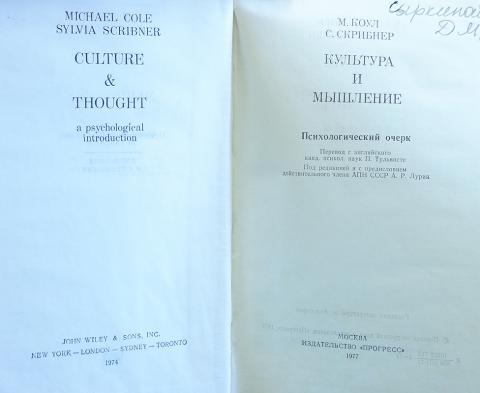 MICHAEL COLE
SYLVIA SCRIBNER
CULTURE
&
THOUGHT
a psychological
introduction
JOHN WILEY & SONS, INC.
NEW YORK — LONDON — SYDNEY — TORONTO
1974
М. КОУЛ
С. СКРИБНЕР
КУЛЬТУРА
И
МЫШЛЕНИЕ
Психологический очерк
Перевод с английского
канд. психол. наук П. Тульвисте
Под редакцией и с предисловием
действительного члена АПН СССР А. Р. Лурия
МОСКВА
ИЗДАТЕЛЬСТВО «ПРОГРЕСС»
1977